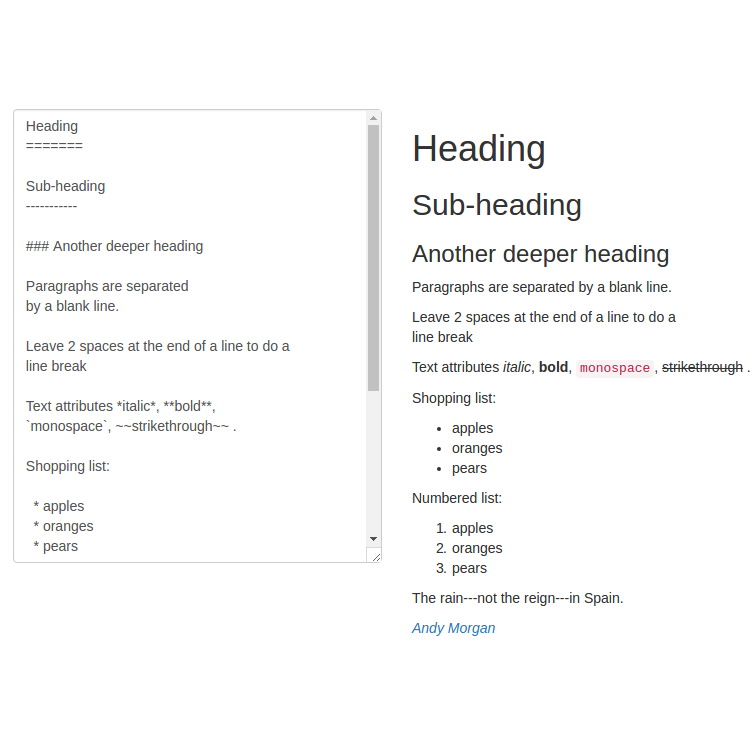 Heading
=======
Sub-heading
-----------
### Another deeper heading
Paragraphs are separated
by a blank line.
Leave 2 spaces at the end of a line to do a
line break
Text attributes *italic*, **bold**,
`monospace`, ~~strikethrough~~ .
Shopping list:
* apples
* oranges
* pears
Heading
Sub-heading
Another deeper heading
Paragraphs are separated by a blank line.
Leave 2 spaces at the end of a line to do a
line break
Text attributes italic, bold, monospace, strikethrough .
Shopping list:
• apples
• oranges
• pears
Numbered list:
1. apples
2. oranges
3. pears
The rain---not the reign---in Spain.
Andy Morgan